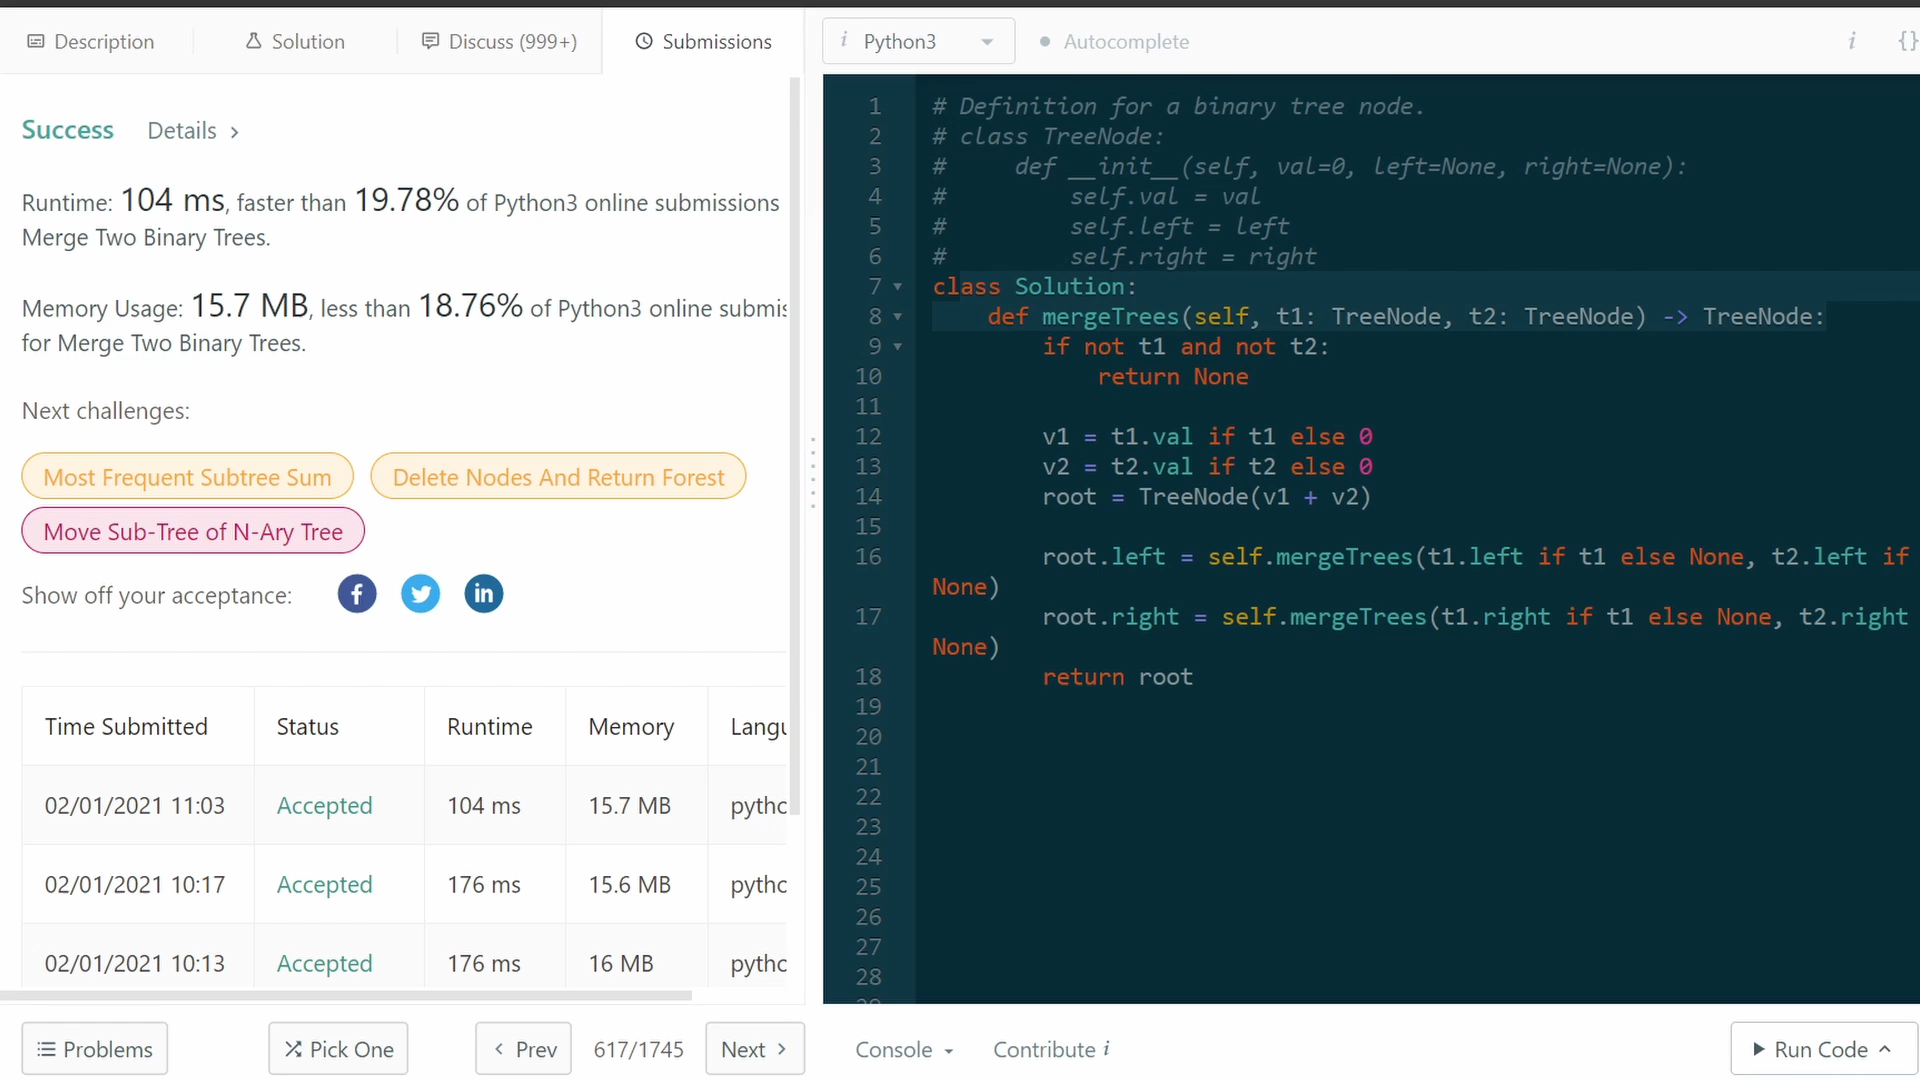 Description
Solution
Discuss (999+)
Submissions
i Python3
Autocomplete
i {}
Success Details >
Runtime: 104 ms, faster than 19.78% of Python3 online submissions
Merge Two Binary Trees.
Memory Usage: 15.7 MB, less than 18.76% of Python3 online submis
for Merge Two Binary Trees.
Next challenges:
Most Frequent Subtree Sum
Delete Nodes And Return Forest
Move Sub-Tree of N-Ary Tree
Show off your acceptance: f in
Time Submitted Status Runtime Memory Langu
02/01/2021 11:03 Accepted 104 ms 15.7 MB pytho
02/01/2021 10:17 Accepted 176 ms 15.6 MB pytho
02/01/2021 10:13 Accepted 176 ms 16 MB pytho
1 # Definition for a binary tree node.
2 # class TreeNode:
3 #     def __init__(self, val=0, left=None, right=None):
4 #         self.val = val
5 #         self.left = left
6 #         self.right = right
7 class Solution:
8     def mergeTrees(self, t1: TreeNode, t2: TreeNode) -> TreeNode:
9         if not t1 and not t2:
10             return None
11
12         v1 = t1.val if t1 else 0
13         v2 = t2.val if t2 else 0
14         root = TreeNode(v1 + v2)
15
16         root.left = self.mergeTrees(t1.left if t1 else None, t2.left if
None)
17         root.right = self.mergeTrees(t1.right if t1 else None, t2.right
None)
18         return root
19
20
21
22
23
24
25
26
27
28
Problems
Pick One
< Prev
617/1745
Next >
Console
Contribute i
Run Code